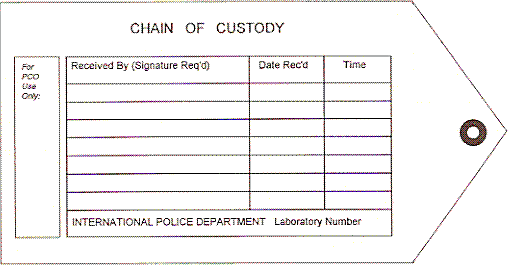 CHAIN OF CUSTODY
For
PCO
Use
Only:
Received By (Signature Req'd) Date Rec'd Time
INTERNATIONAL POLICE DEPARTMENT Laboratory Number